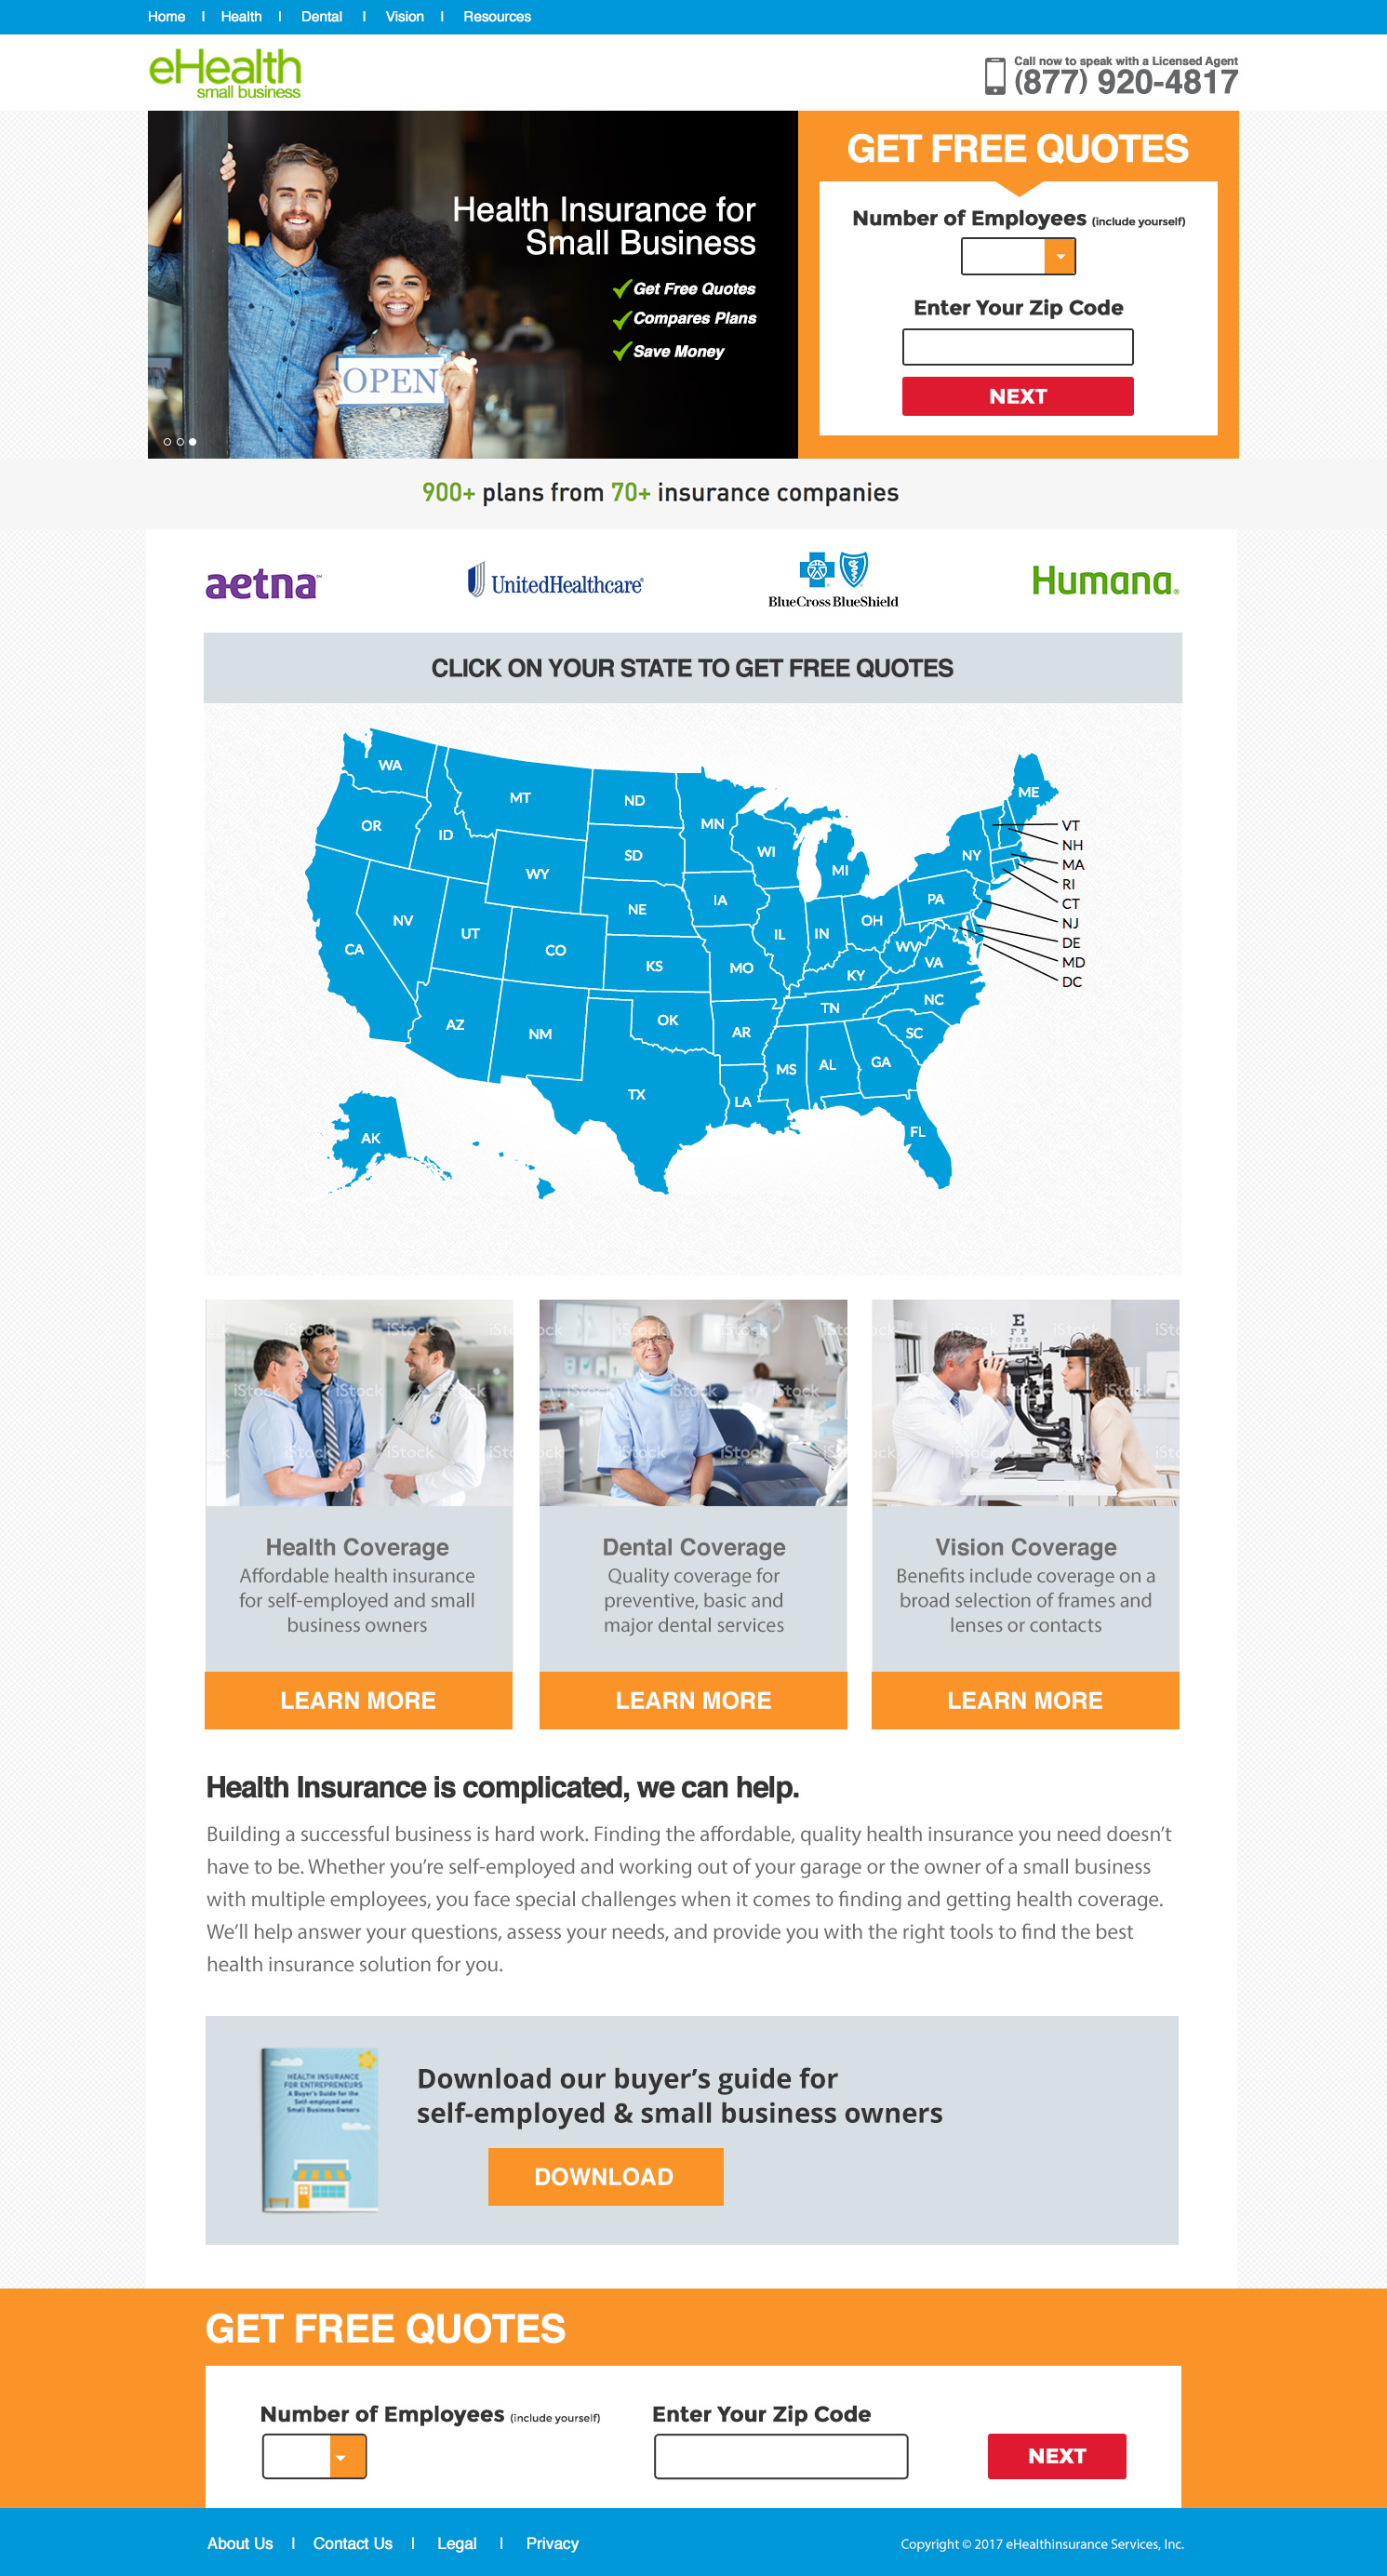 Home | Health | Dental | Vision | Resources
eHealth
small business
Call now to speak with a Licensed Agent
(877) 920-4817
Health Insurance for
Small Business
Get Free Quotes
Compares Plans
Save Money
OPEN
GET FREE QUOTES
Number of Employees (include yourself)
Enter Your Zip Code
NEXT
900+ plans from 70+ insurance companies
aetna
UnitedHealthcare®
BlueCross BlueShield
Humana®
CLICK ON YOUR STATE TO GET FREE QUOTES
WA
MT
ND
MN
ME
OR
ID
SD
WI
MI
NY
VT
NH
MA
RI
CT
NJ
DE
MD
DC
WY
NE
IA
PA
NV
UT
CO
IL
IN
OH
WV
VA
CA
KS
MO
KY
AZ
NM
OK
AR
TN
NC
SC
TX
LA
MS
AL
GA
FL
AK
iStock
E
F P
Health Coverage
Affordable health insurance
for self-employed and small
business owners
LEARN MORE
Dental Coverage
Quality coverage for
preventive, basic and
major dental services
LEARN MORE
Vision Coverage
Benefits include coverage on a
broad selection of frames and
lenses or contacts
LEARN MORE
Health Insurance is complicated, we can help.
Building a successful business is hard work. Finding the affordable, quality health insurance you need doesn’t
have to be. Whether you’re self-employed and working out of your garage or the owner of a small business
with multiple employees, you face special challenges when it comes to finding and getting health coverage.
We’ll help answer your questions, assess your needs, and provide you with the right tools to find the best
health insurance solution for you.
HEALTH INSURANCE
FOR ENTREPRENEURS
A Buyer's Guide for the
Self-employed and
Small Business Owners
Download our buyer’s guide for
self-employed & small business owners
DOWNLOAD
GET FREE QUOTES
Number of Employees (include yourself)
Enter Your Zip Code
NEXT
About Us | Contact Us | Legal | Privacy
Copyright © 2017 eHealthinsurance Services, Inc.